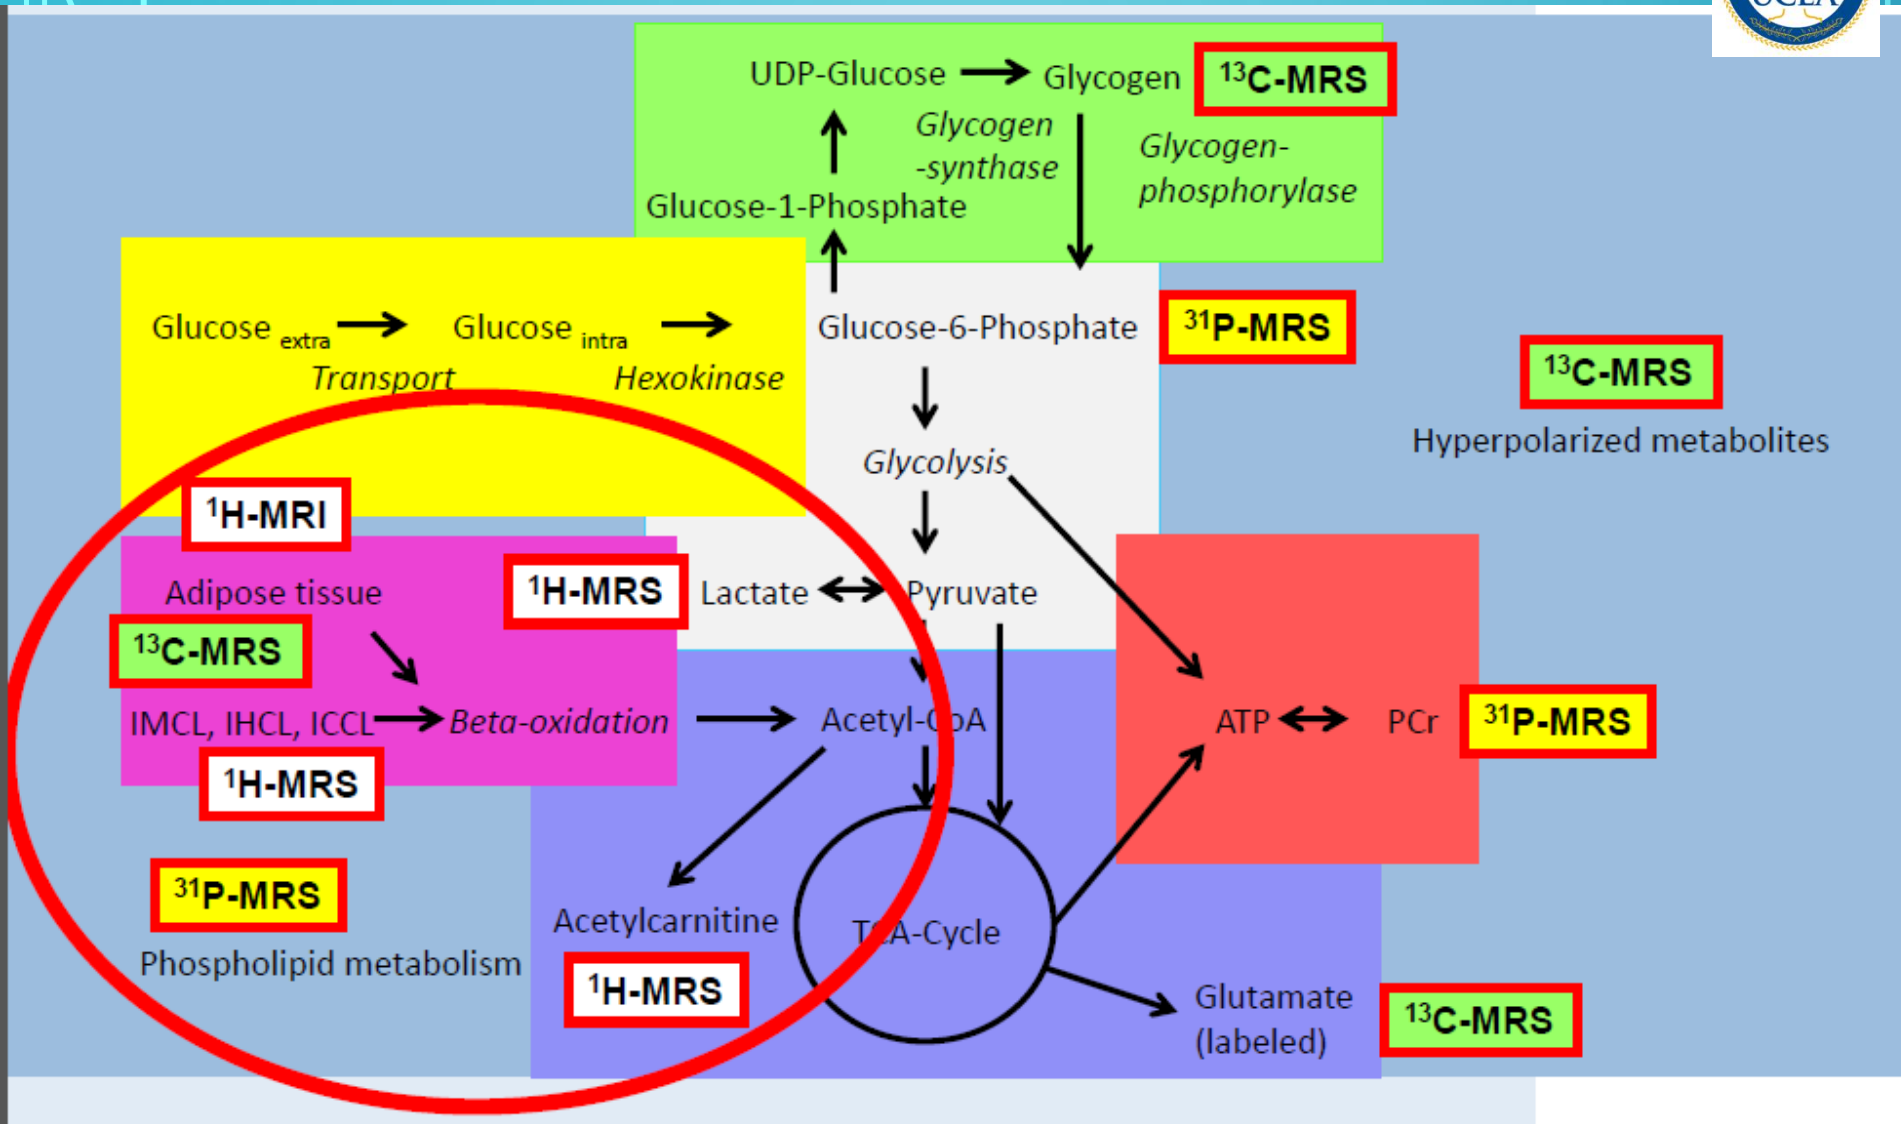 UCLA
UDP-Glucose
Glycogen
¹³C-MRS
Glycogen
-synthase
Glycogen-
phosphorylase
Glucose-1-Phosphate
Glucose extra
Transport
Glucose intra
Hexokinase
Glucose-6-Phosphate
³¹P-MRS
¹³C-MRS
Hyperpolarized metabolites
Glycolysis
¹H-MRI
Adipose tissue
¹H-MRS
Lactate
Pyruvate
¹³C-MRS
IMCL, IHCL, ICCL
Beta-oxidation
Acetyl-CoA
ATP
PCr
³¹P-MRS
¹H-MRS
³¹P-MRS
Phospholipid metabolism
Acetylcarnitine
TCA-Cycle
¹H-MRS
Glutamate
(labeled)
¹³C-MRS